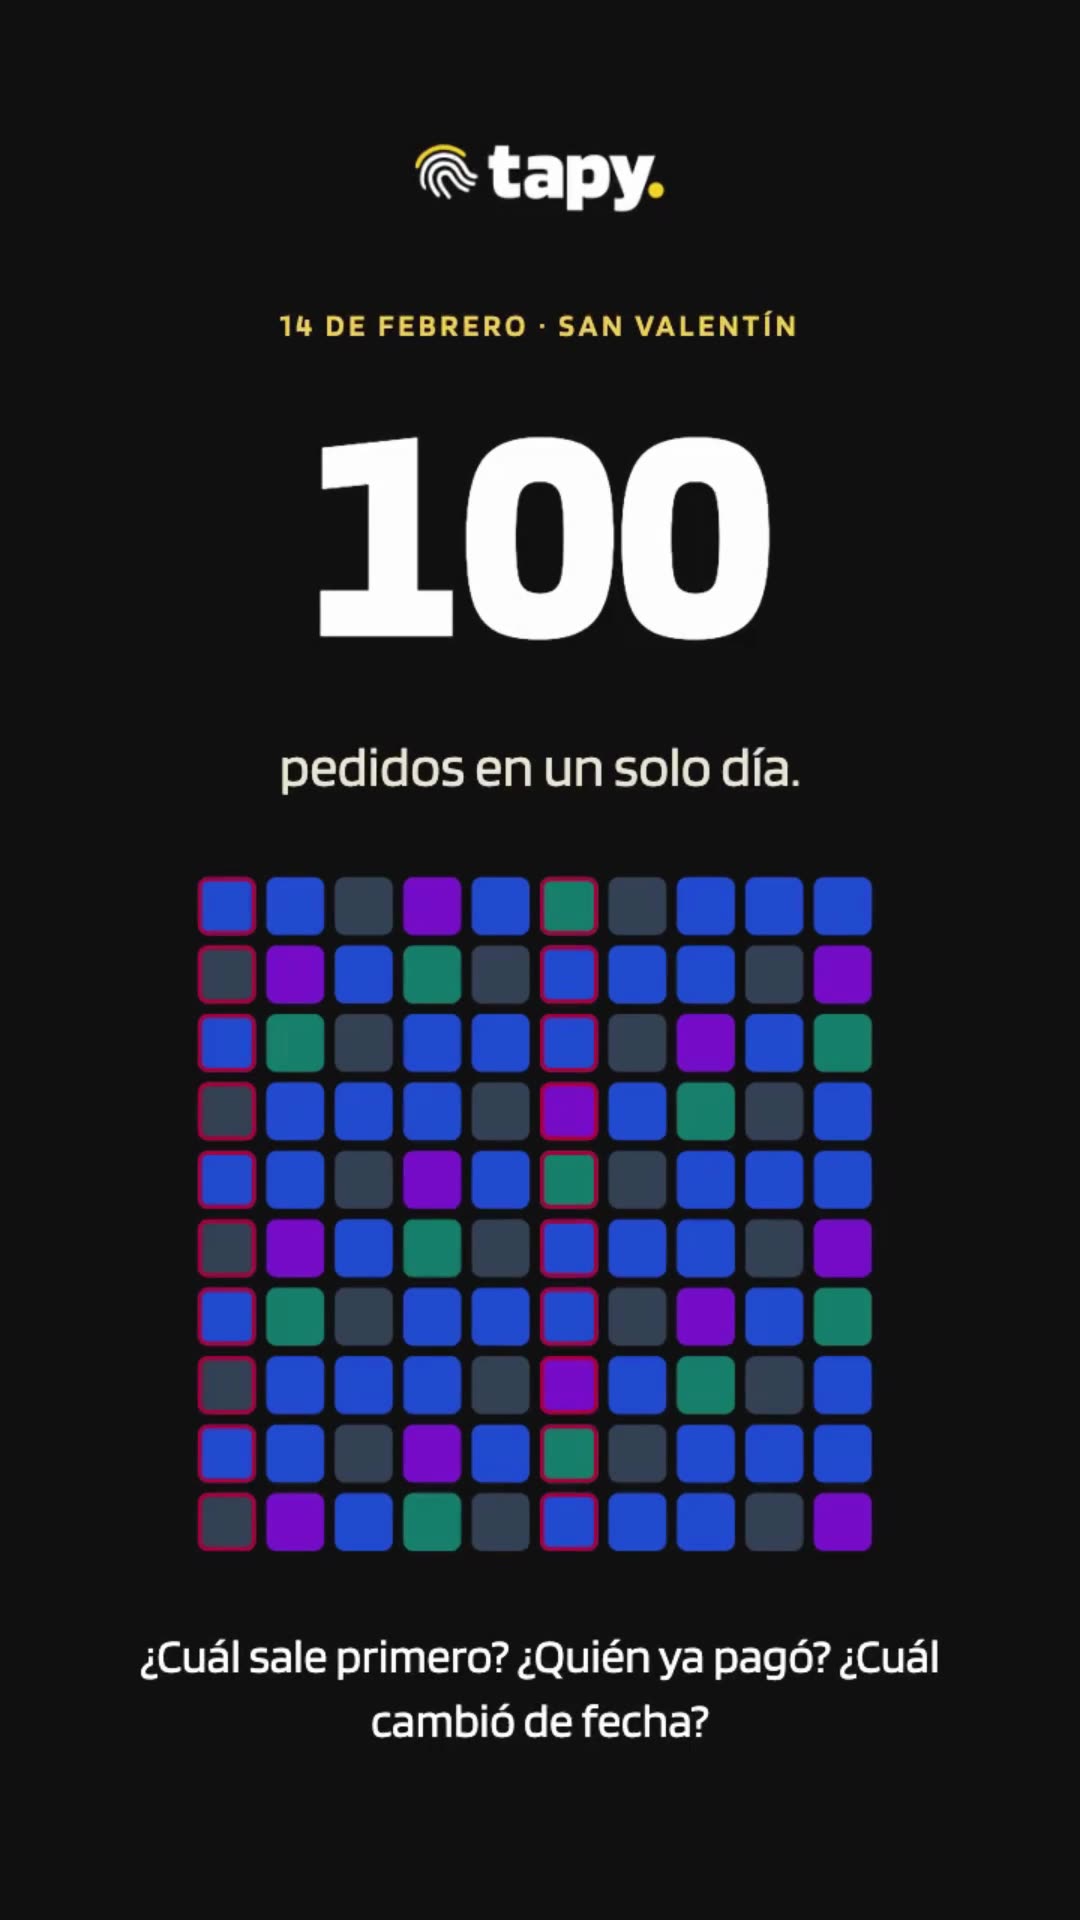 tapy.
14 DE FEBRERO · SAN VALENTÍN
100
pedidos en un solo día.
¿Cuál sale primero? ¿Quién ya pagó? ¿Cuál
cambió de fecha?